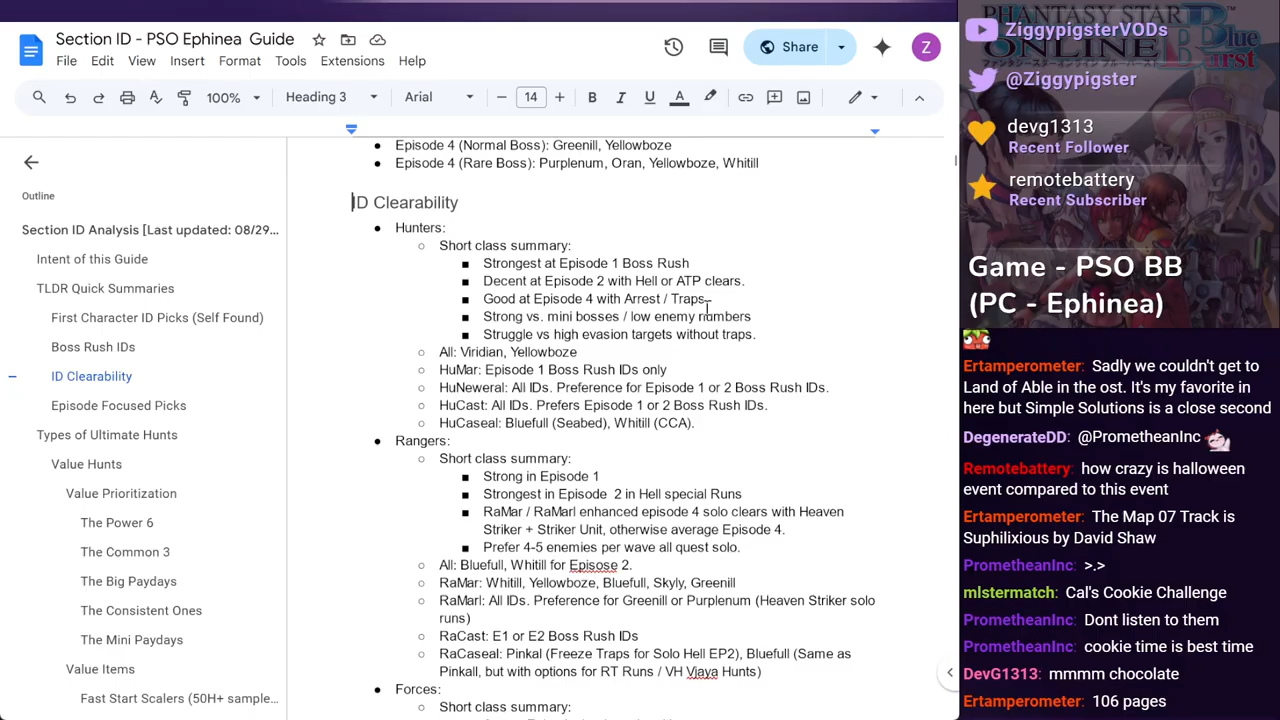 Section ID - PSO Ephinea Guide
File Edit View Insert Format Tools Extensions Help
Share
Z
100% Heading 3 Arial 14 B I U A
Outline
Section ID Analysis [Last updated: 08/29...
Intent of this Guide
TLDR Quick Summaries
First Character ID Picks (Self Found)
Boss Rush IDs
ID Clearability
Episode Focused Picks
Types of Ultimate Hunts
Value Hunts
Value Prioritization
The Power 6
The Common 3
The Big Paydays
The Consistent Ones
The Mini Paydays
Value Items
Fast Start Scalers (50H+ sample...
Episode 4 (Normal Boss): Greenill, Yellowboze
Episode 4 (Rare Boss): Purplenum, Oran, Yellowboze, Whitill
ID Clearability
Hunters:
Short class summary:
Strongest at Episode 1 Boss Rush
Decent at Episode 2 with Hell or ATP clears.
Good at Episode 4 with Arrest / Traps
Strong vs. mini bosses / low enemy numbers
Struggle vs high evasion targets without traps.
All: Viridian, Yellowboze
HuMar: Episode 1 Boss Rush IDs only
HuNeweral: All IDs. Preference for Episode 1 or 2 Boss Rush IDs.
HuCast: All IDs. Prefers Episode 1 or 2 Boss Rush IDs.
HuCaseal: Bluefull (Seabed), Whitill (CCA).
Rangers:
Short class summary:
Strong in Episode 1
Strongest in Episode 2 in Hell special Runs
RaMar / RaMarl enhanced episode 4 solo clears with Heaven
Striker + Striker Unit, otherwise average Episode 4.
Prefer 4-5 enemies per wave all quest solo.
All: Bluefull, Whitill for Episose 2.
RaMar: Whitill, Yellowboze, Bluefull, Skyly, Greenill
RaMarl: All IDs. Preference for Greenill or Purplenum (Heaven Striker solo
runs)
RaCast: E1 or E2 Boss Rush IDs
RaCaseal: Pinkal (Freeze Traps for Solo Hell EP2), Bluefull (Same as
Pinkall, but with options for RT Runs / VH Vjaya Hunts)
Forces:
Short class summary:
PHANTASY STAR
ONLINE Blue
Burst
ZiggypigsterVODs
@Ziggypigster
devg1313
Recent Follower
remotebattery
Recent Subscriber
Game - PSO BB
(PC - Ephinea)
Ertamperometer: Sadly we couldn't get to
Land of Able in the ost. It's my favorite in
here but Simple Solutions is a close second
DegenerateDD: @PrometheanInc
Remotebattery: how crazy is halloween
event compared to this event
Ertamperometer: The Map 07 Track is
Suphilixious by David Shaw
PrometheanInc: >.>
mlstermatch: Cal's Cookie Challenge
PrometheanInc: Dont listen to them
PrometheanInc: cookie time is best time
DevG1313: mmmm chocolate
Ertamperometer: 106 pages